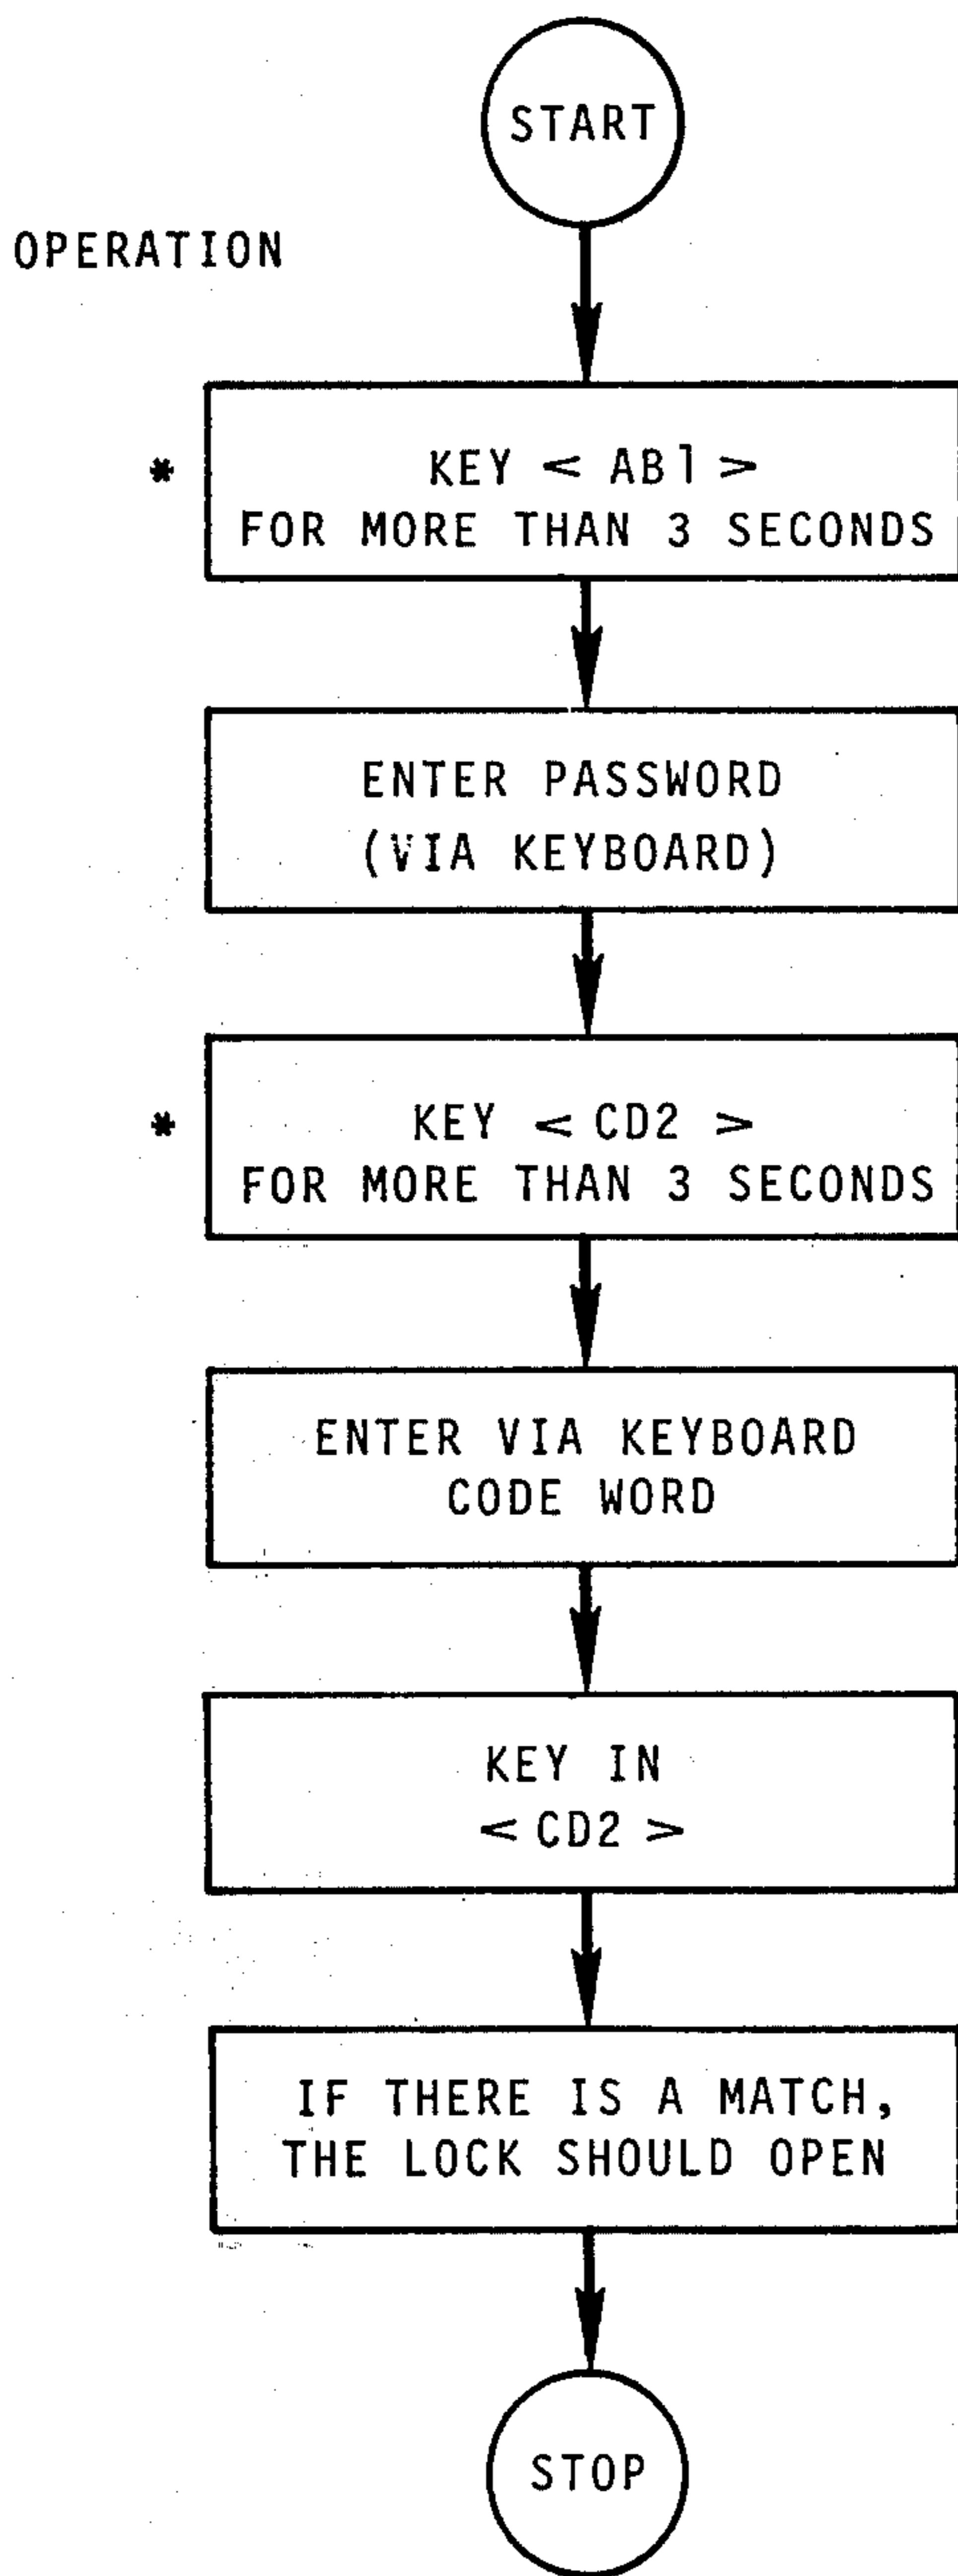 START
OPERATION
* KEY < AB1 >
FOR MORE THAN 3 SECONDS
ENTER PASSWORD
(VIA KEYBOARD)
* KEY < CD2 >
FOR MORE THAN 3 SECONDS
ENTER VIA KEYBOARD
CODE WORD
KEY IN
< CD2 >
IF THERE IS A MATCH,
THE LOCK SHOULD OPEN
STOP